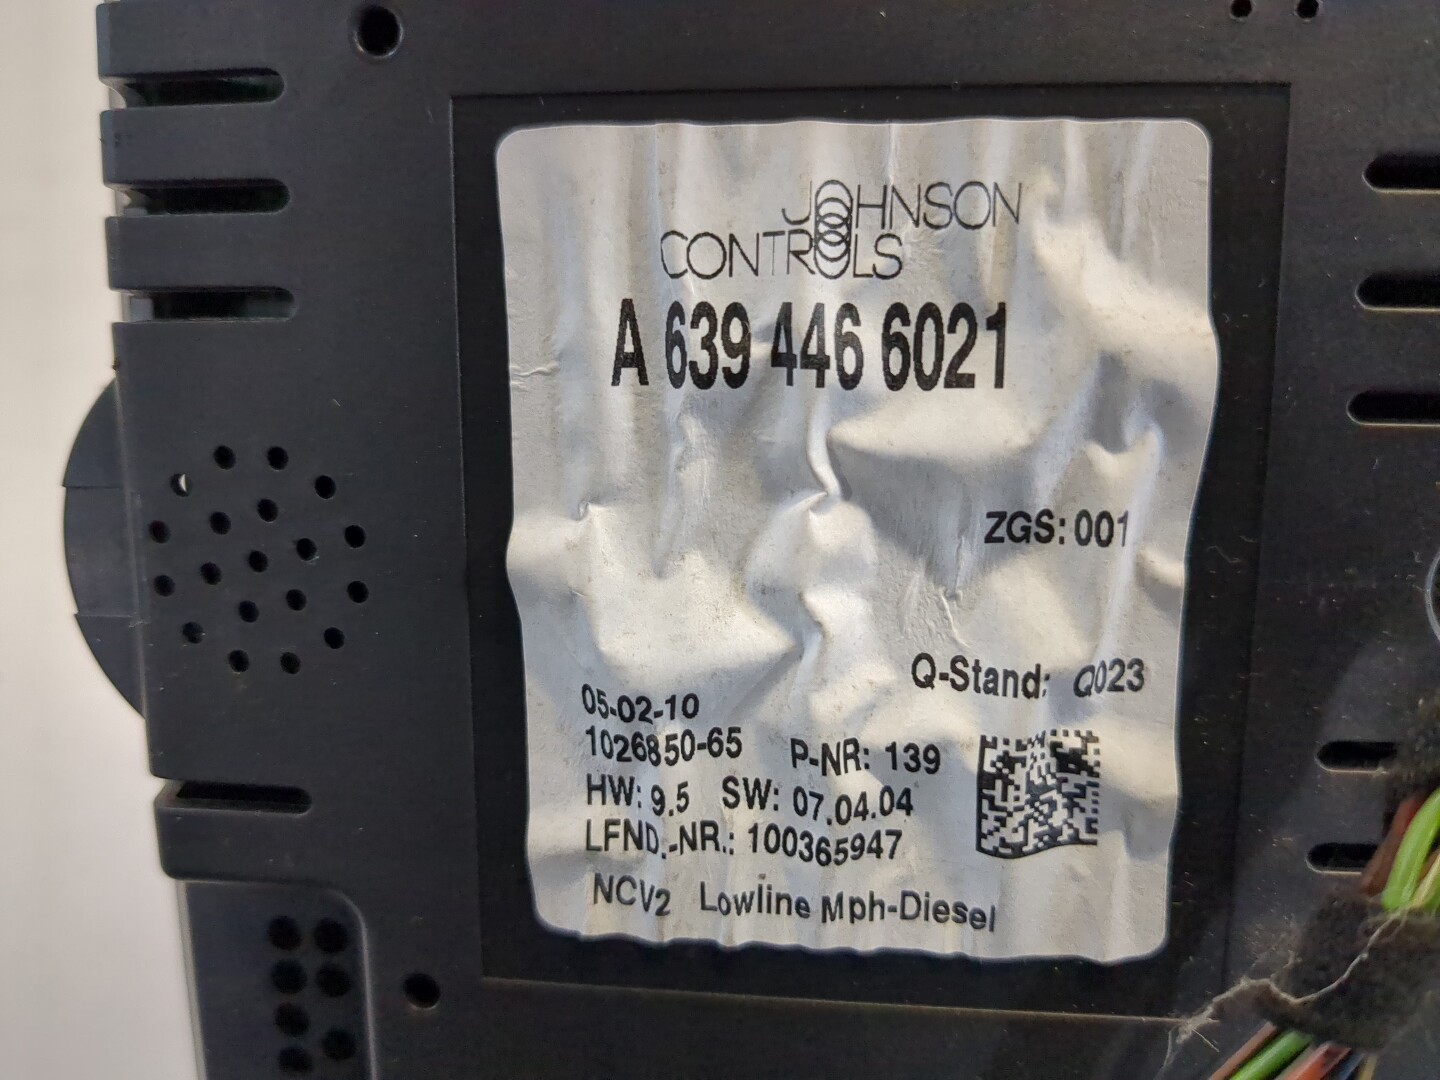 JOHNSON
CONTROLS
A 639 446 6021
ZGS: 001
Q-Stand: Q023
05-02-10
1026850-65 P-NR: 139
HW: 9.5 SW: 07.04.04
LFND.-NR.: 100365947
NCV2 Lowline Mph-Diesel